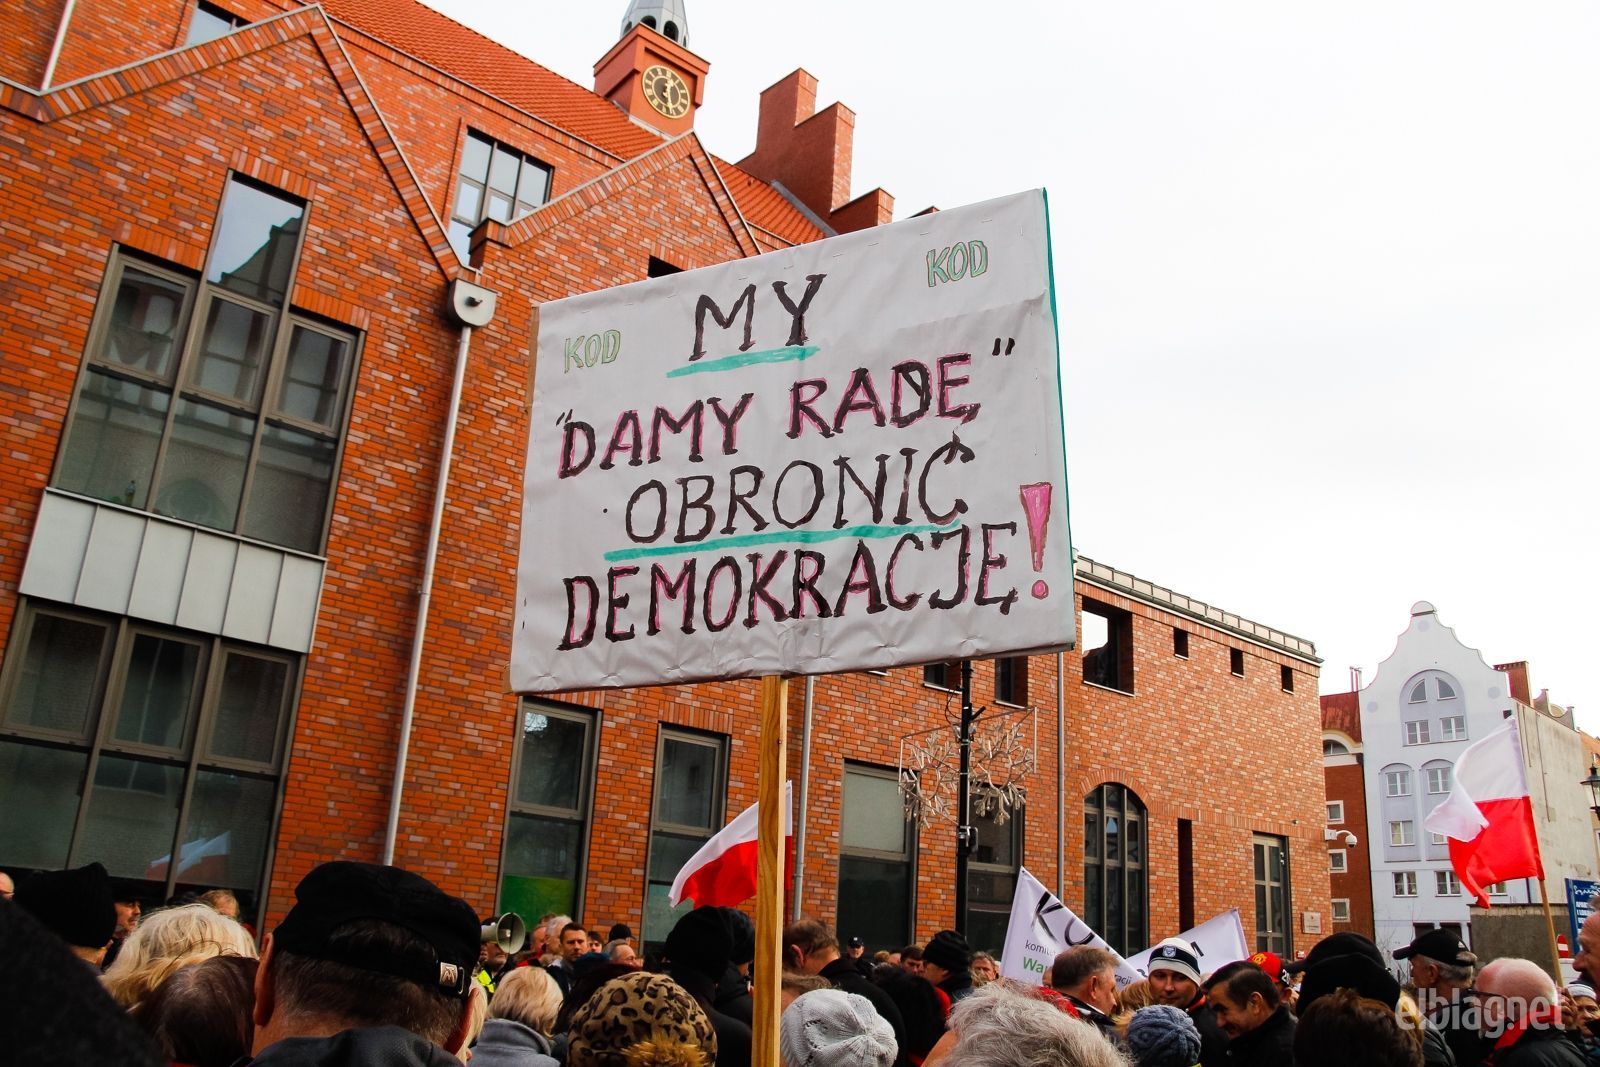 KOD
MY
KOD
"DAMY RADĘ"
OBRONIĆ
DEMOKRACJĘ!
elblag.net